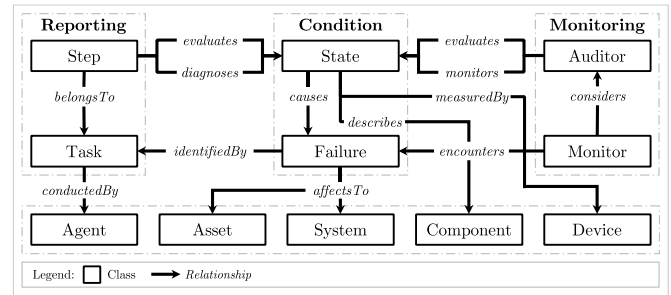 Reporting Condition Monitoring
Step evaluates State evaluates Auditor
diagnoses monitors
belongsTo causes measuredBy considers
describes
Task identifiedBy Failure encounters Monitor
conductedBy affectsTo
Agent Asset System Component Device
Legend: Class Relationship